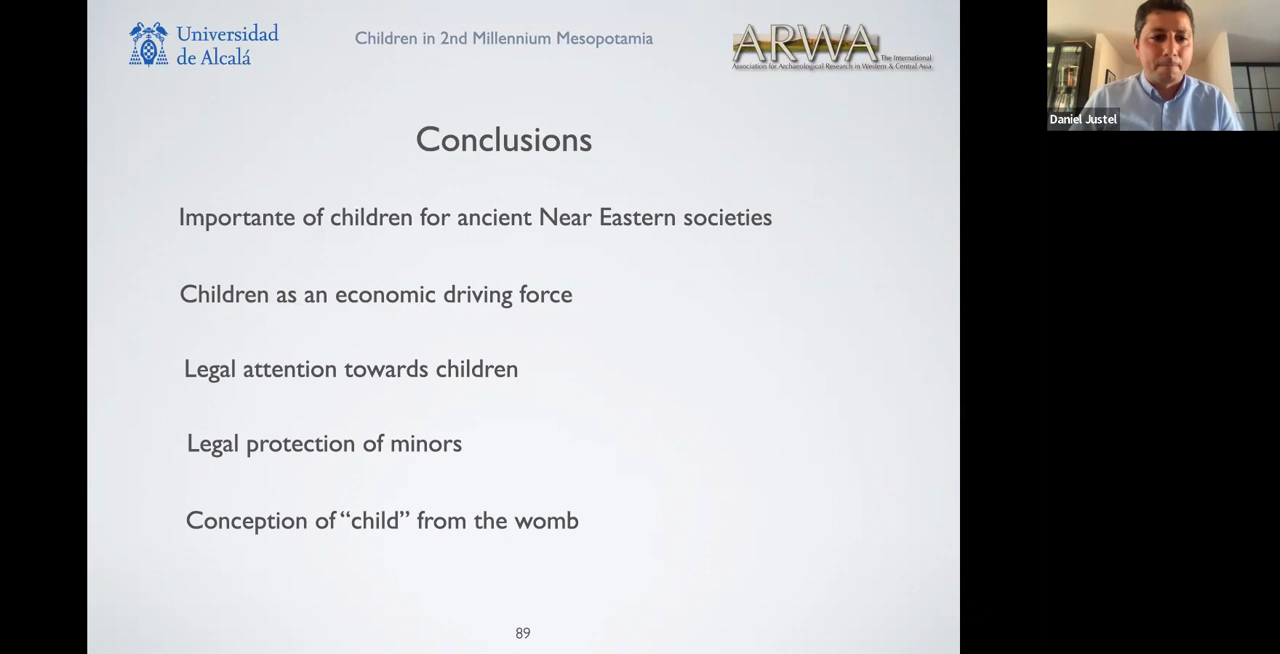 Universidad
de Alcalá
Children in 2nd Millennium Mesopotamia
ARWA
The International
Association for Archaeological Research in Western & Central Asia
Daniel Justel
Conclusions
Importante of children for ancient Near Eastern societies
Children as an economic driving force
Legal attention towards children
Legal protection of minors
Conception of “child” from the womb
89